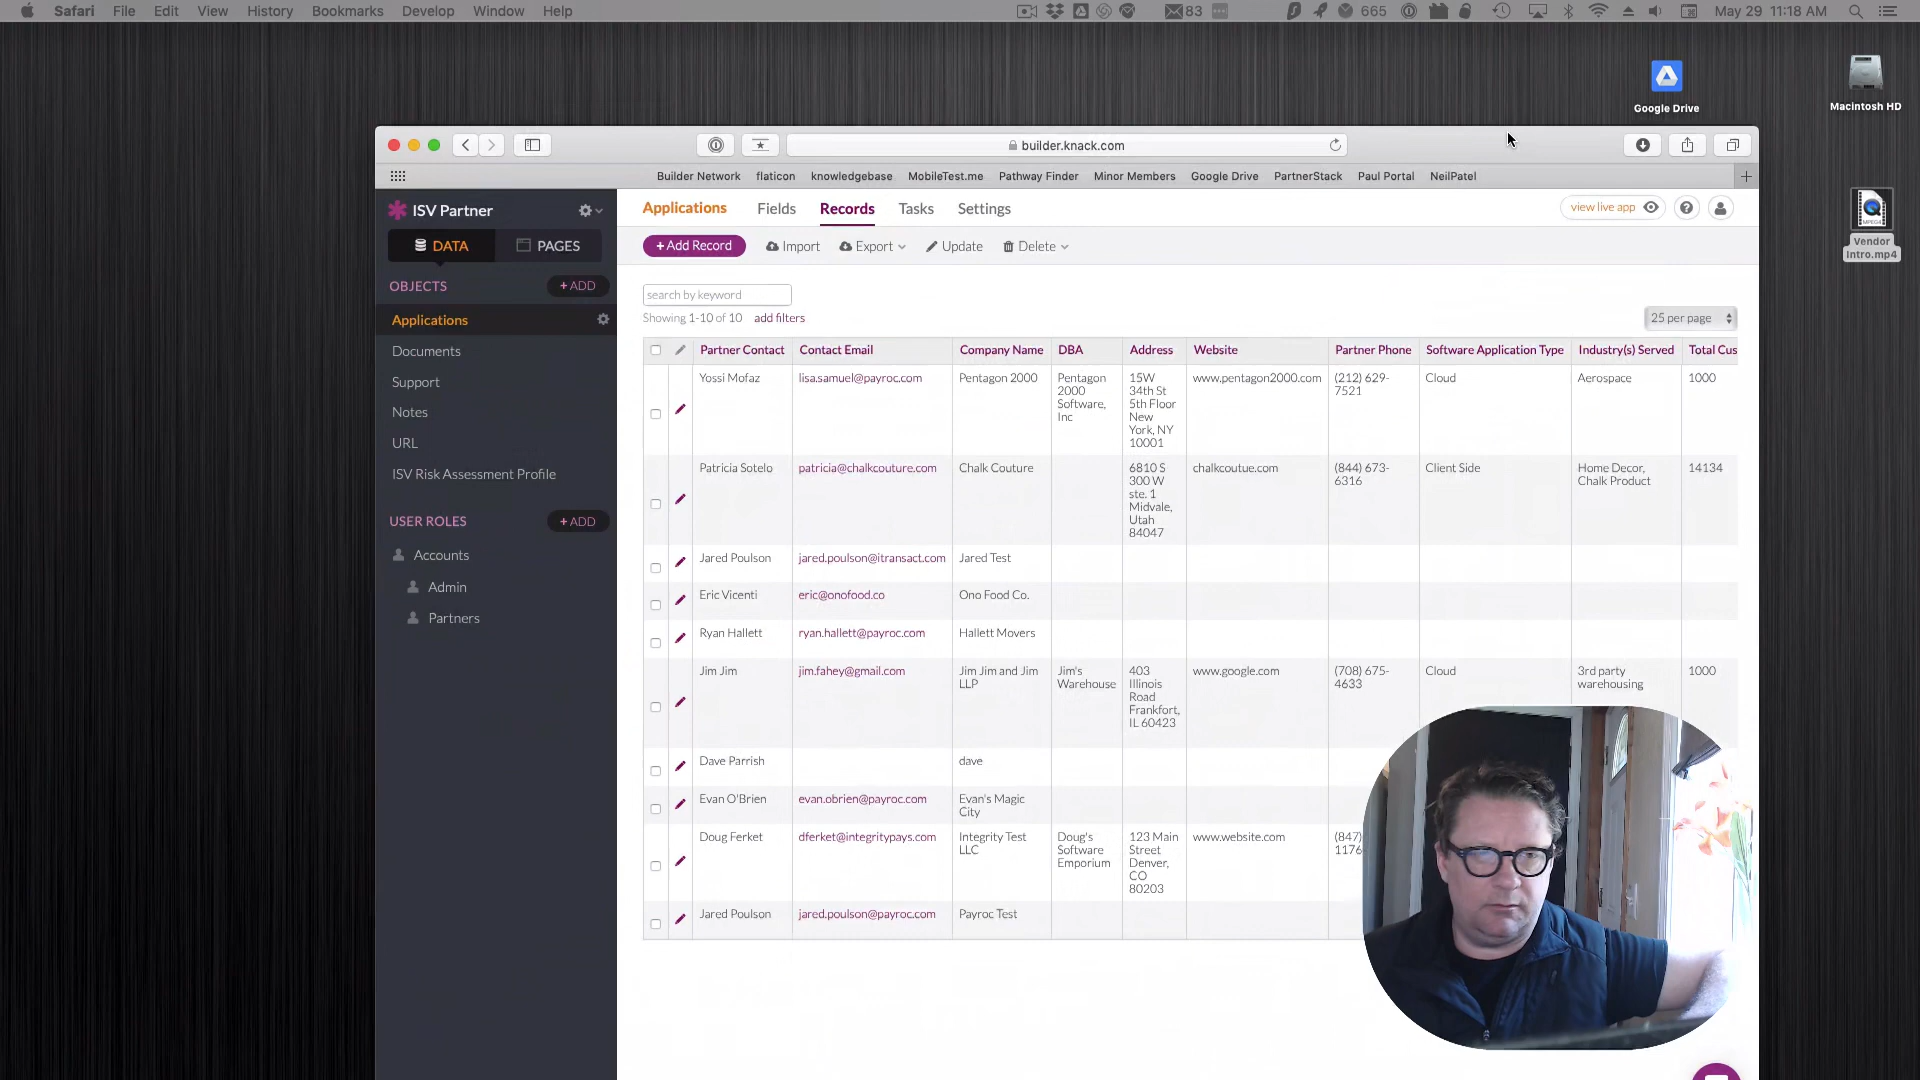 Safari File Edit View History Bookmarks Develop Window Help 83 665 May 29 11:18 AM
Google Drive
Macintosh HD
MPEG4
Vendor
Intro.mp4
builder.knack.com
Builder Network flaticon knowledgebase MobileTest.me Pathway Finder Minor Members Google Drive PartnerStack Paul Portal NeilPatel
ISV Partner
DATA PAGES
OBJECTS + ADD
Applications
Documents
Support
Notes
URL
ISV Risk Assessment Profile
USER ROLES + ADD
Accounts
Admin
Partners
Applications Fields Records Tasks Settings view live app
+ Add Record Import Export Update Delete
search by keyword
Showing 1-10 of 10 add filters 25 per page
Partner Contact Contact Email Company Name DBA Address Website Partner Phone Software Application Type Industry(s) Served Total Cus
Yossi Mofaz lisa.samuel@payroc.com Pentagon 2000 Pentagon 15W www.pentagon2000.com (212) 629- Cloud Aerospace 1000
2000 34th St 7521
Software, 5th Floor
Inc New
York, NY
10001
Patricia Sotelo patricia@chalkcouture.com Chalk Couture 6810 S chalkcoutue.com (844) 673- Client Side Home Decor, 14134
300 W 6316 Chalk Product
ste. 1
Midvale,
Utah
84047
Jared Poulson jared.poulson@itransact.com Jared Test
Eric Vicenti eric@onofood.co Ono Food Co.
Ryan Hallett ryan.hallett@payroc.com Hallett Movers
Jim Jim jim.fahey@gmail.com Jim Jim and Jim Jim's 403 www.google.com (708) 675- Cloud 3rd party 1000
LLP Warehouse Illinois 4633 warehousing
Road
Frankfort,
IL 60423
Dave Parrish dave
Evan O'Brien evan.obrien@payroc.com Evan's Magic
City
Doug Ferket dferket@integritypays.com Integrity Test Doug's 123 Main www.website.com (847)
LLC Software Street 1176
Emporium Denver,
CO
80203
Jared Poulson jared.poulson@payroc.com Payroc Test